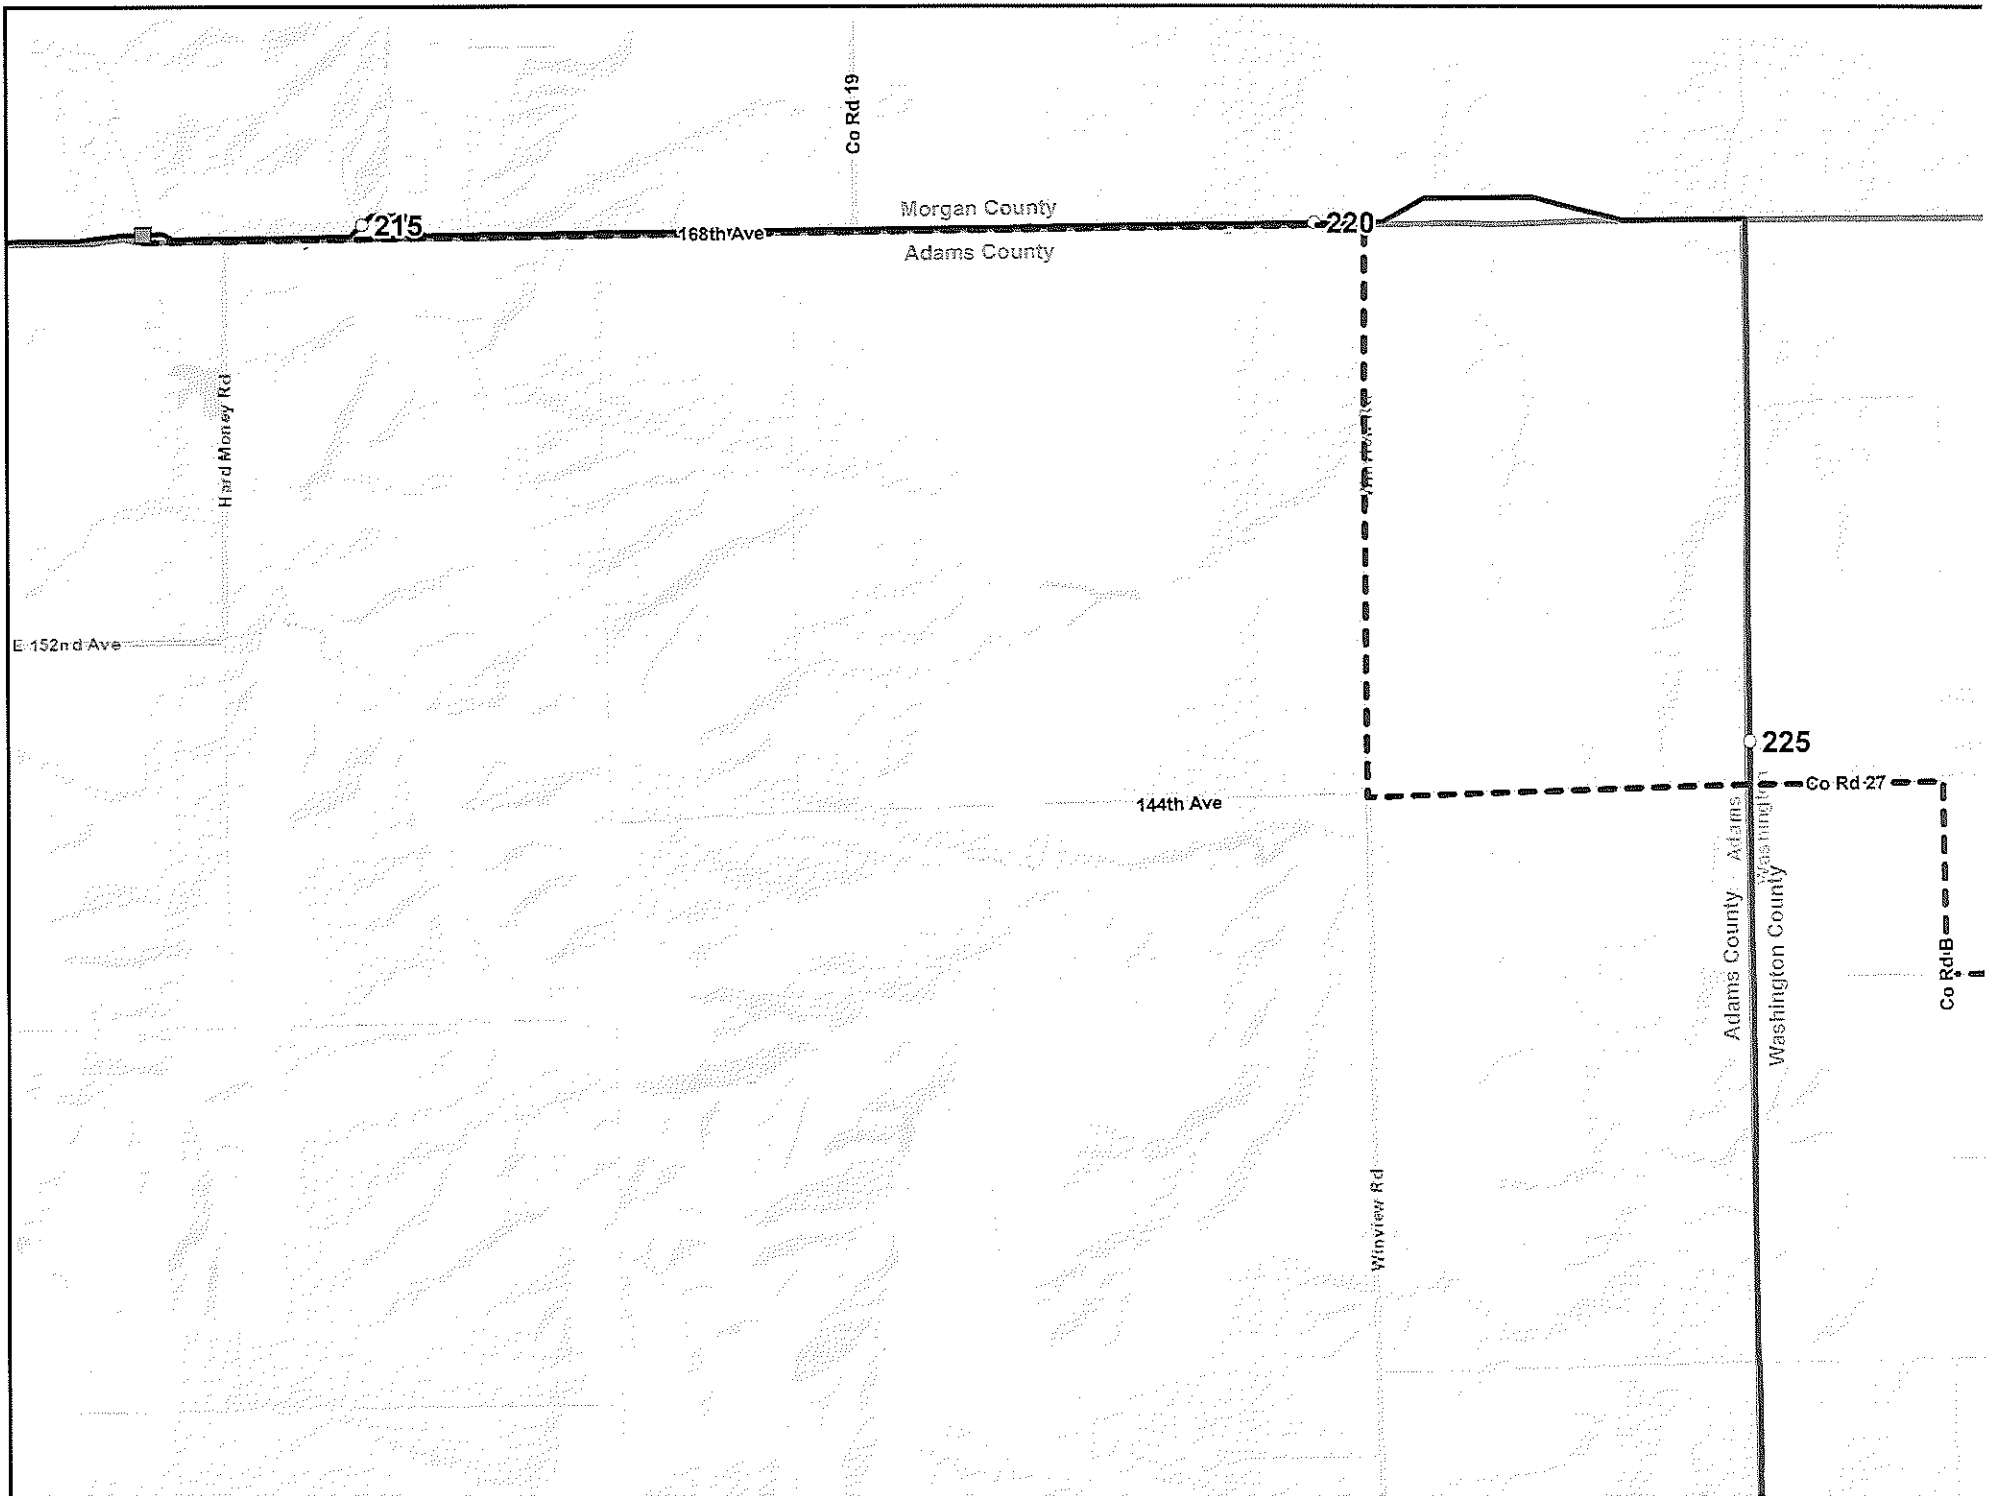 Co Rd 19
Morgan County
215
168th Ave
220
Adams County
Hard Money Rd
E 152nd Ave
225
Co Rd 27
144th Ave
Adams
Washington
Adams County
Washington County
Co Rd B
Winview Rd